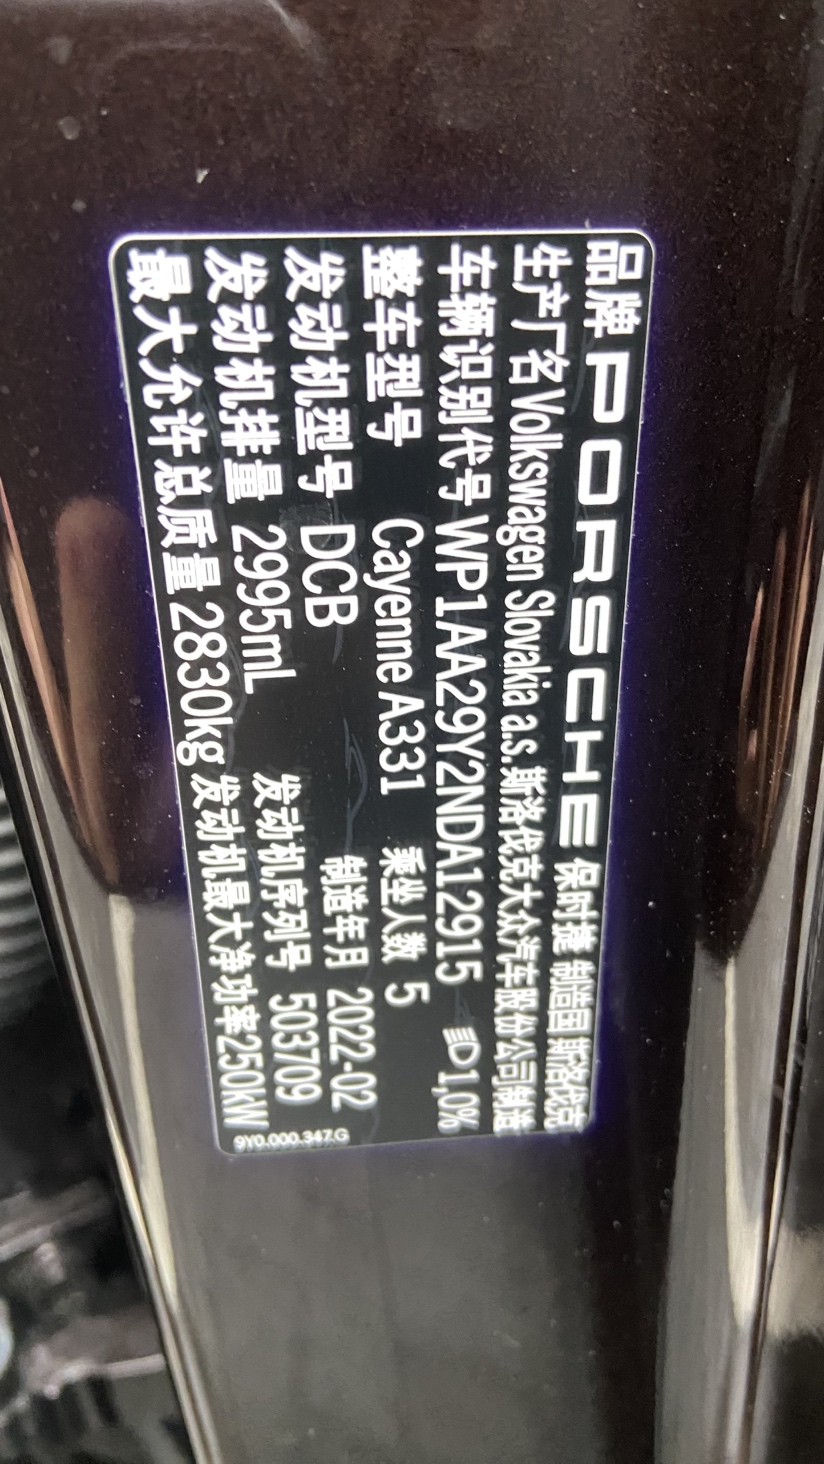 品牌 PORSCHE 保时捷 制造国 斯洛伐克
生产厂名 Volkswagen Slovakia a.s. 斯洛伐克大众汽车股份公司制造
车辆识别代号 WP1AA29Y2NDA12915 1,0%
整车型号 Cayenne A331 乘坐人数 5
发动机型号 DCB 制造年月 2022-02
发动机排量 2995mL 发动机序列号 503709
最大允许总质量 2830kg 发动机最大净功率250kW
9Y0.000.347.G